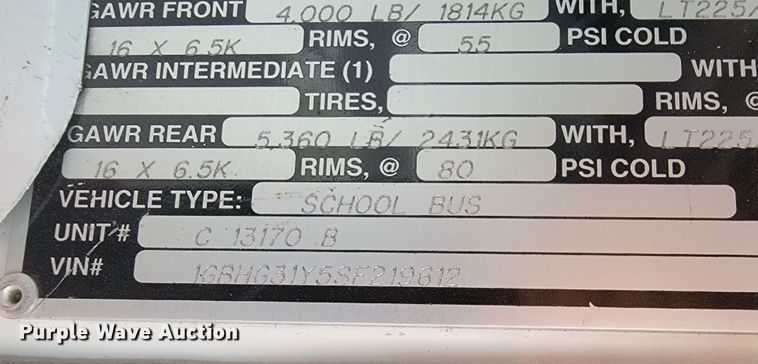 GAWR FRONT 4,000 LB/ 1814KG WITH, LT225/
16 X 6.5K RIMS, @ 55 PSI COLD
GAWR INTERMEDIATE (1) WITH
TIRES, RIMS, @
GAWR REAR 5,360 LB/ 2431KG WITH, LT225
16 X 6.5K RIMS, @ 80 PSI COLD
VEHICLE TYPE: SCHOOL BUS
UNIT# C 13170 B
VIN# 1GBHG31Y5SF219612
Purple Wave Auction